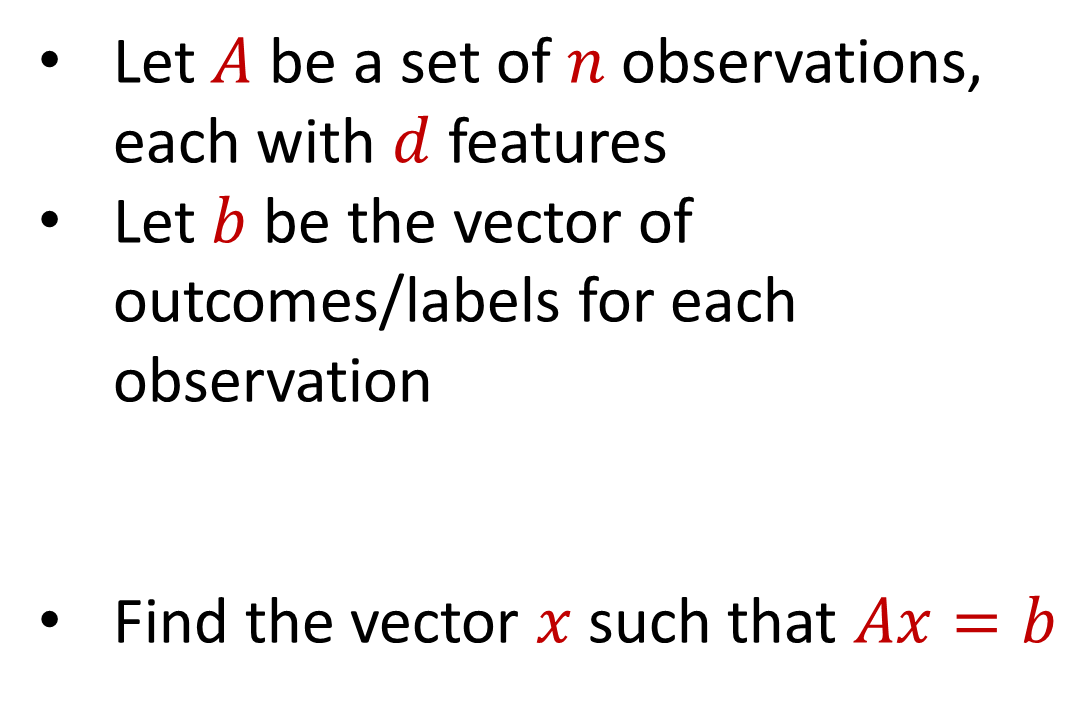 • Let A be a set of n observations,
each with d features
• Let b be the vector of
outcomes/labels for each
observation
• Find the vector x such that Ax = b